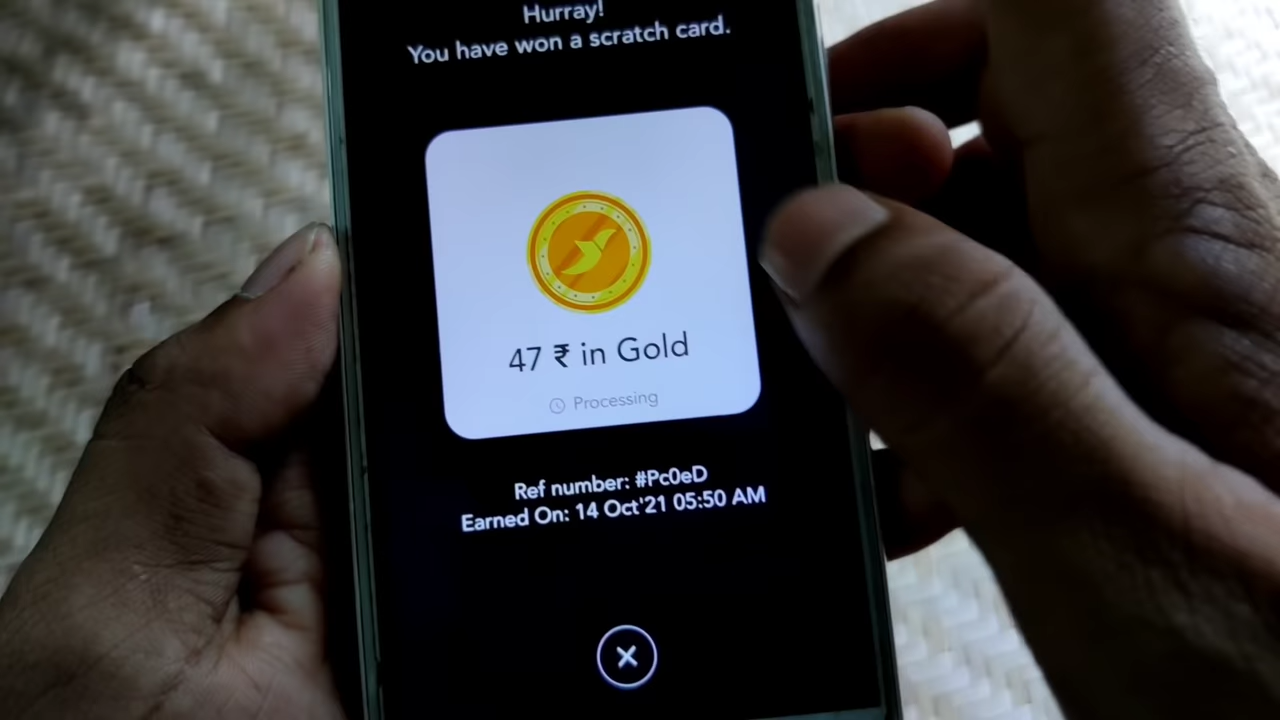 Hurray!
You have won a scratch card.
47 ₹ in Gold
Processing
Ref number: #Pc0eD
Earned On: 14 Oct'21 05:50 AM